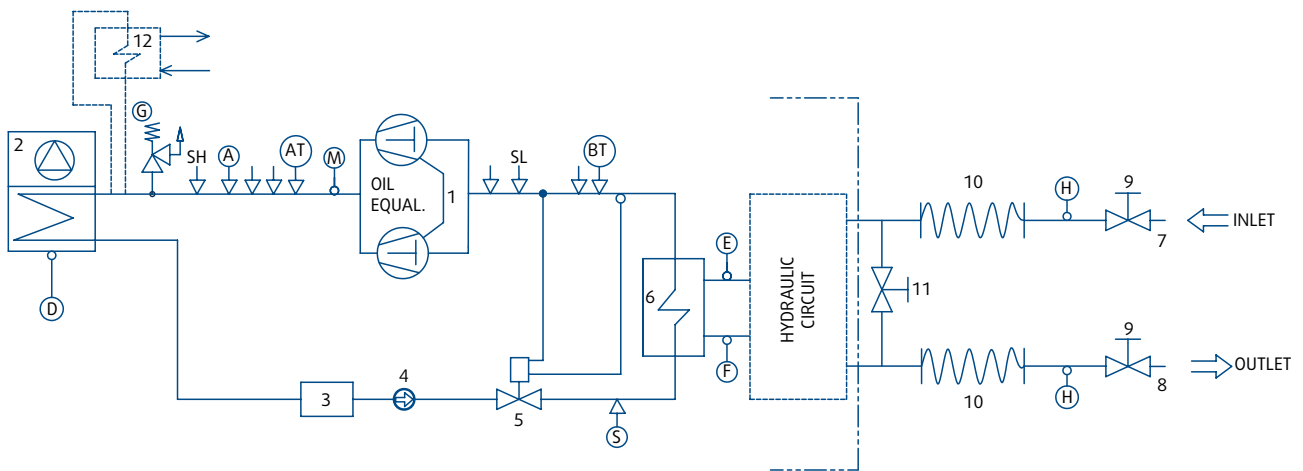 12
G
2
SH
A
AT
M
OIL
EQUAL.
1
SL
BT
D
3
4
5
S
6
E
F
HYDRAULIC
CIRCUIT
10
H
9
7
INLET
11
10
H
9
8
OUTLET